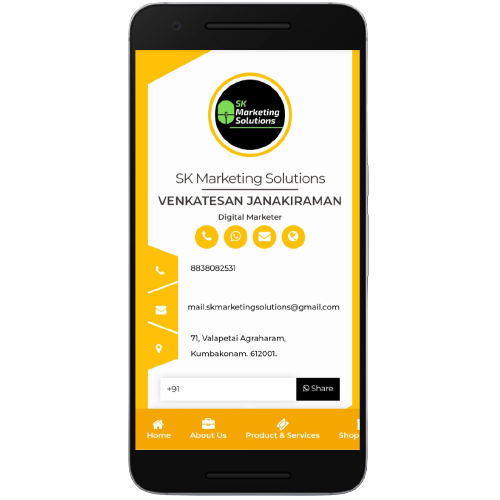 SK
Marketing
Solutions
SK Marketing Solutions
VENKATESAN JANAKIRAMAN
Digital Marketer
8838082531
mail.skmarketingsolutions@gmail.com
71, Valapetai Agraharam,
Kumbakonam. 612001.
+91 Share
Home About Us Product & Services Shop